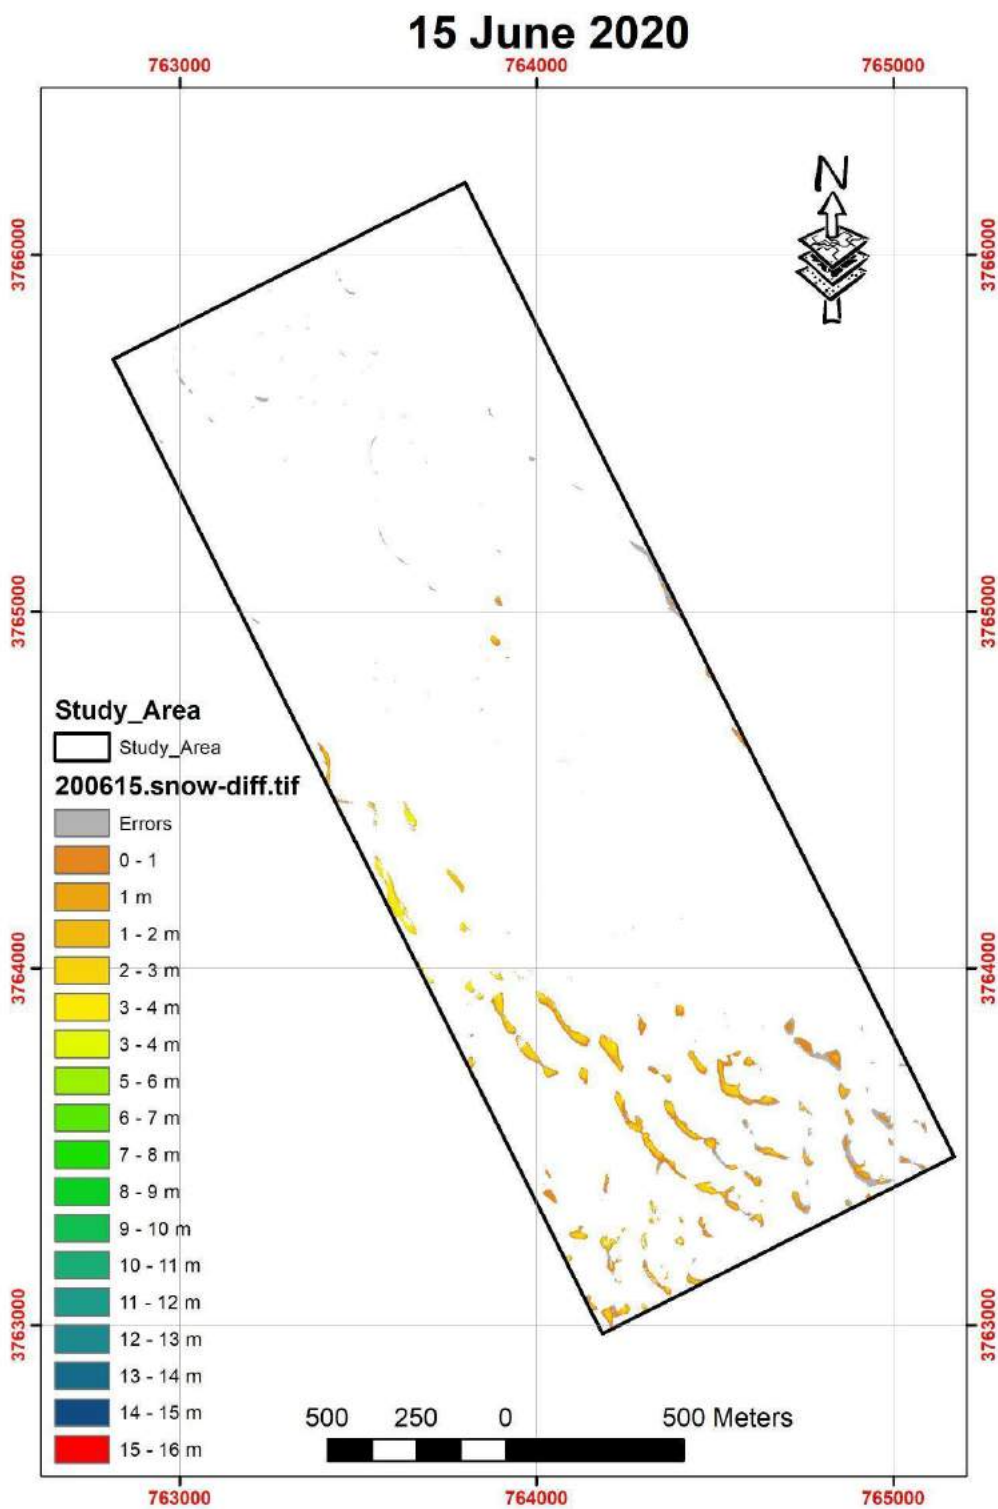 15 June 2020
763000 764000 765000
N
3766000 3766000
3765000 3765000
3764000 3764000
3763000 3763000
Study_Area
Study_Area
200615.snow-diff.tif
Errors
0 - 1
1 m
1 - 2 m
2 - 3 m
3 - 4 m
3 - 4 m
5 - 6 m
6 - 7 m
7 - 8 m
8 - 9 m
9 - 10 m
10 - 11 m
11 - 12 m
12 - 13 m
13 - 14 m
14 - 15 m
15 - 16 m
500 250 0 500 Meters
763000 764000 765000